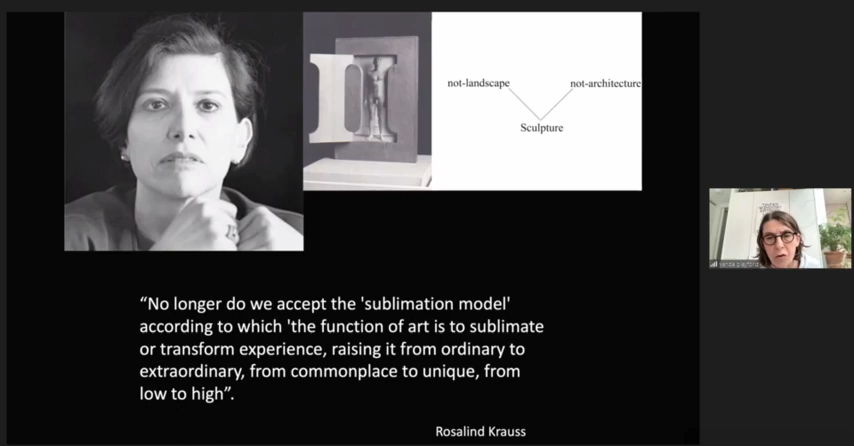 not-landscape not-architecture
Sculpture
“No longer do we accept the 'sublimation model'
according to which 'the function of art is to sublimate
or transform experience, raising it from ordinary to
extraordinary, from commonplace to unique, from
low to high”.
Rosalind Krauss